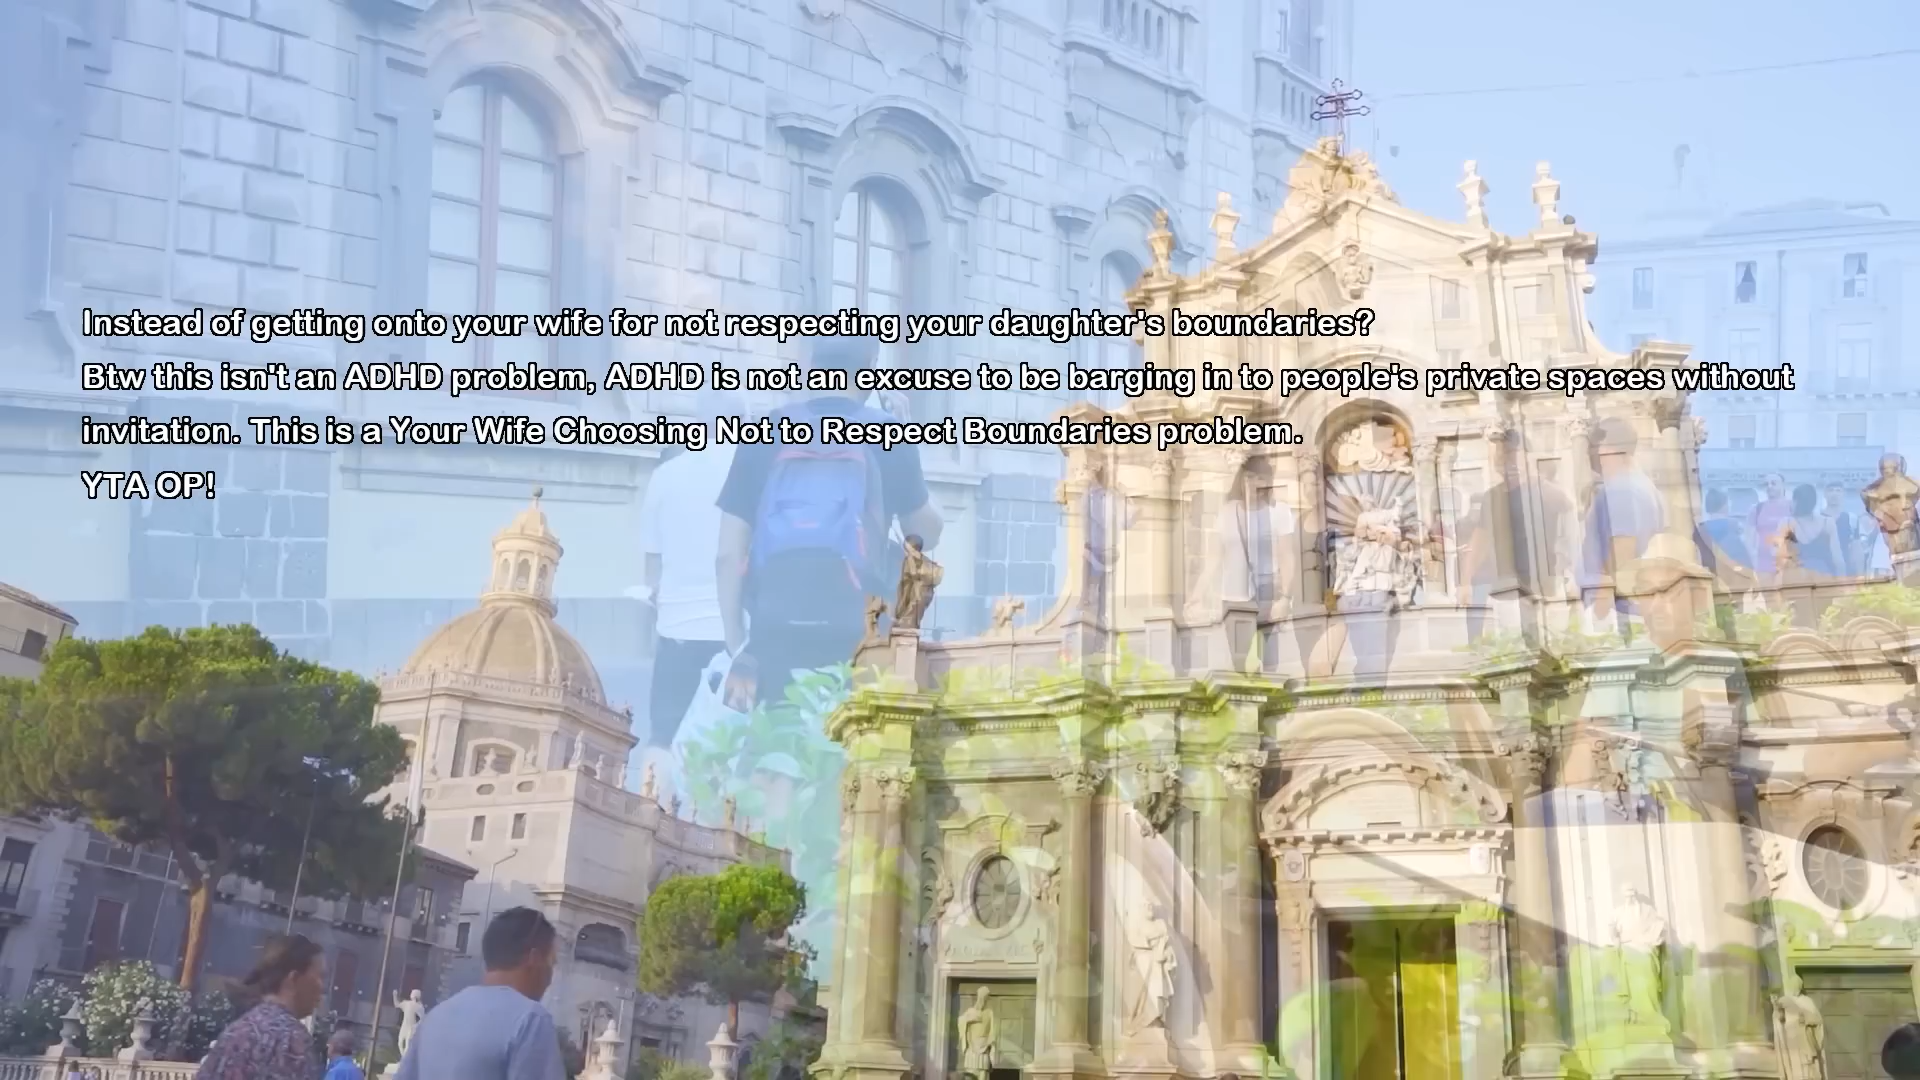 Instead of getting onto your wife for not respecting your daughter's boundaries?
Btw this isn't an ADHD problem, ADHD is not an excuse to be barging in to people's private spaces without
invitation. This is a Your Wife Choosing Not to Respect Boundaries problem.
YTA OP!